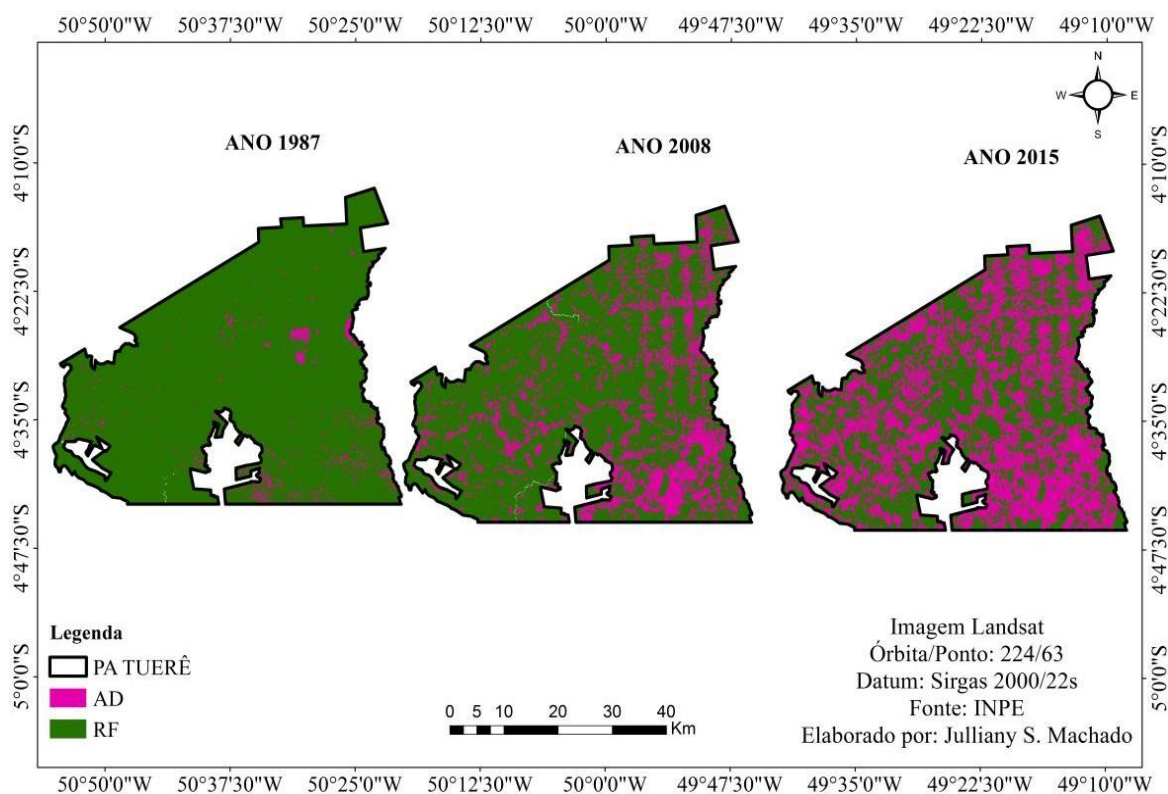 50°50'0"W 50°37'30"W 50°25'0"W 50°12'30"W 50°0'0"W 49°47'30"W 49°35'0"W 49°22'30"W 49°10'0"W
N
W E
S
ANO 1987
ANO 2008
ANO 2015
4°10'0"S
4°10'0"S
4°22'30"S
4°22'30"S
4°35'0"S
4°35'0"S
4°47'30"S
4°47'30"S
5°0'0"S
5°0'0"S
Legenda
PA TUERÊ
AD
RF
0 5 10 20 30 40
Km
Imagem Landsat
Órbita/Ponto: 224/63
Datum: Sirgas 2000/22s
Fonte: INPE
Elaborado por: Julliany S. Machado
50°50'0"W 50°37'30"W 50°25'0"W 50°12'30"W 50°0'0"W 49°47'30"W 49°35'0"W 49°22'30"W 49°10'0"W